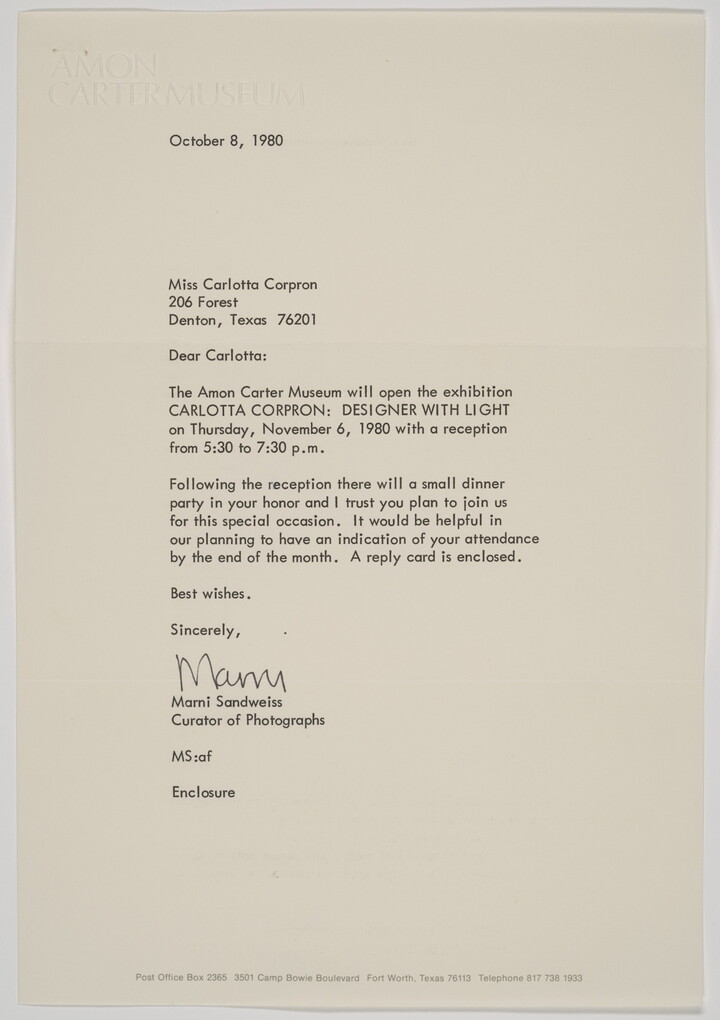 AMON
CARTER MUSEUM
October 8, 1980
Miss Carlotta Corpron
206 Forest
Denton, Texas  76201
Dear Carlotta:
The Amon Carter Museum will open the exhibition
CARLOTTA CORPRON:  DESIGNER WITH LIGHT
on Thursday, November 6, 1980 with a reception
from 5:30 to 7:30 p.m.
Following the reception there will a small dinner
party in your honor and I trust you plan to join us
for this special occasion.  It would be helpful in
our planning to have an indication of your attendance
by the end of the month.  A reply card is enclosed.
Best wishes.
Sincerely,
Marni
Marni Sandweiss
Curator of Photographs
MS:af
Enclosure
Post Office Box 2365  3501 Camp Bowie Boulevard  Fort Worth, Texas 76113  Telephone 817 738 1933